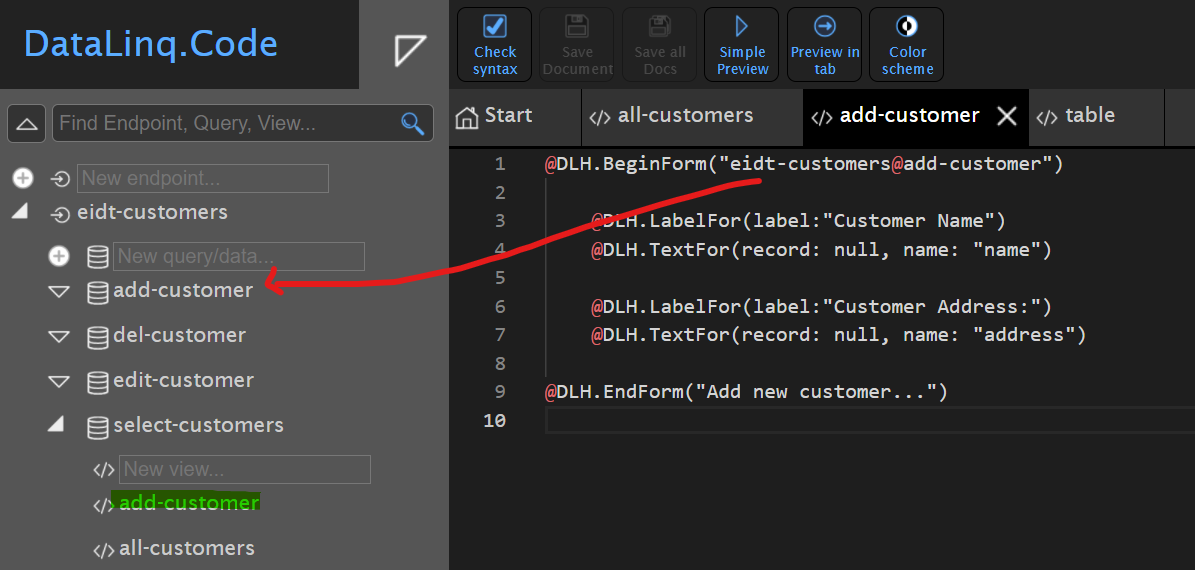 DataLinq.Code
Check syntax
Save Document
Save all Docs
Simple Preview
Preview in tab
Color scheme
Find Endpoint, Query, View...
Start
all-customers
add-customer
table
New endpoint...
eidt-customers
New query/data...
add-customer
del-customer
edit-customer
select-customers
New view...
add-customer
all-customers
1 @DLH.BeginForm("eidt-customers@add-customer")
2
3 @DLH.LabelFor(label:"Customer Name")
4 @DLH.TextFor(record: null, name: "name")
5
6 @DLH.LabelFor(label:"Customer Address:")
7 @DLH.TextFor(record: null, name: "address")
8
9 @DLH.EndForm("Add new customer...")
10